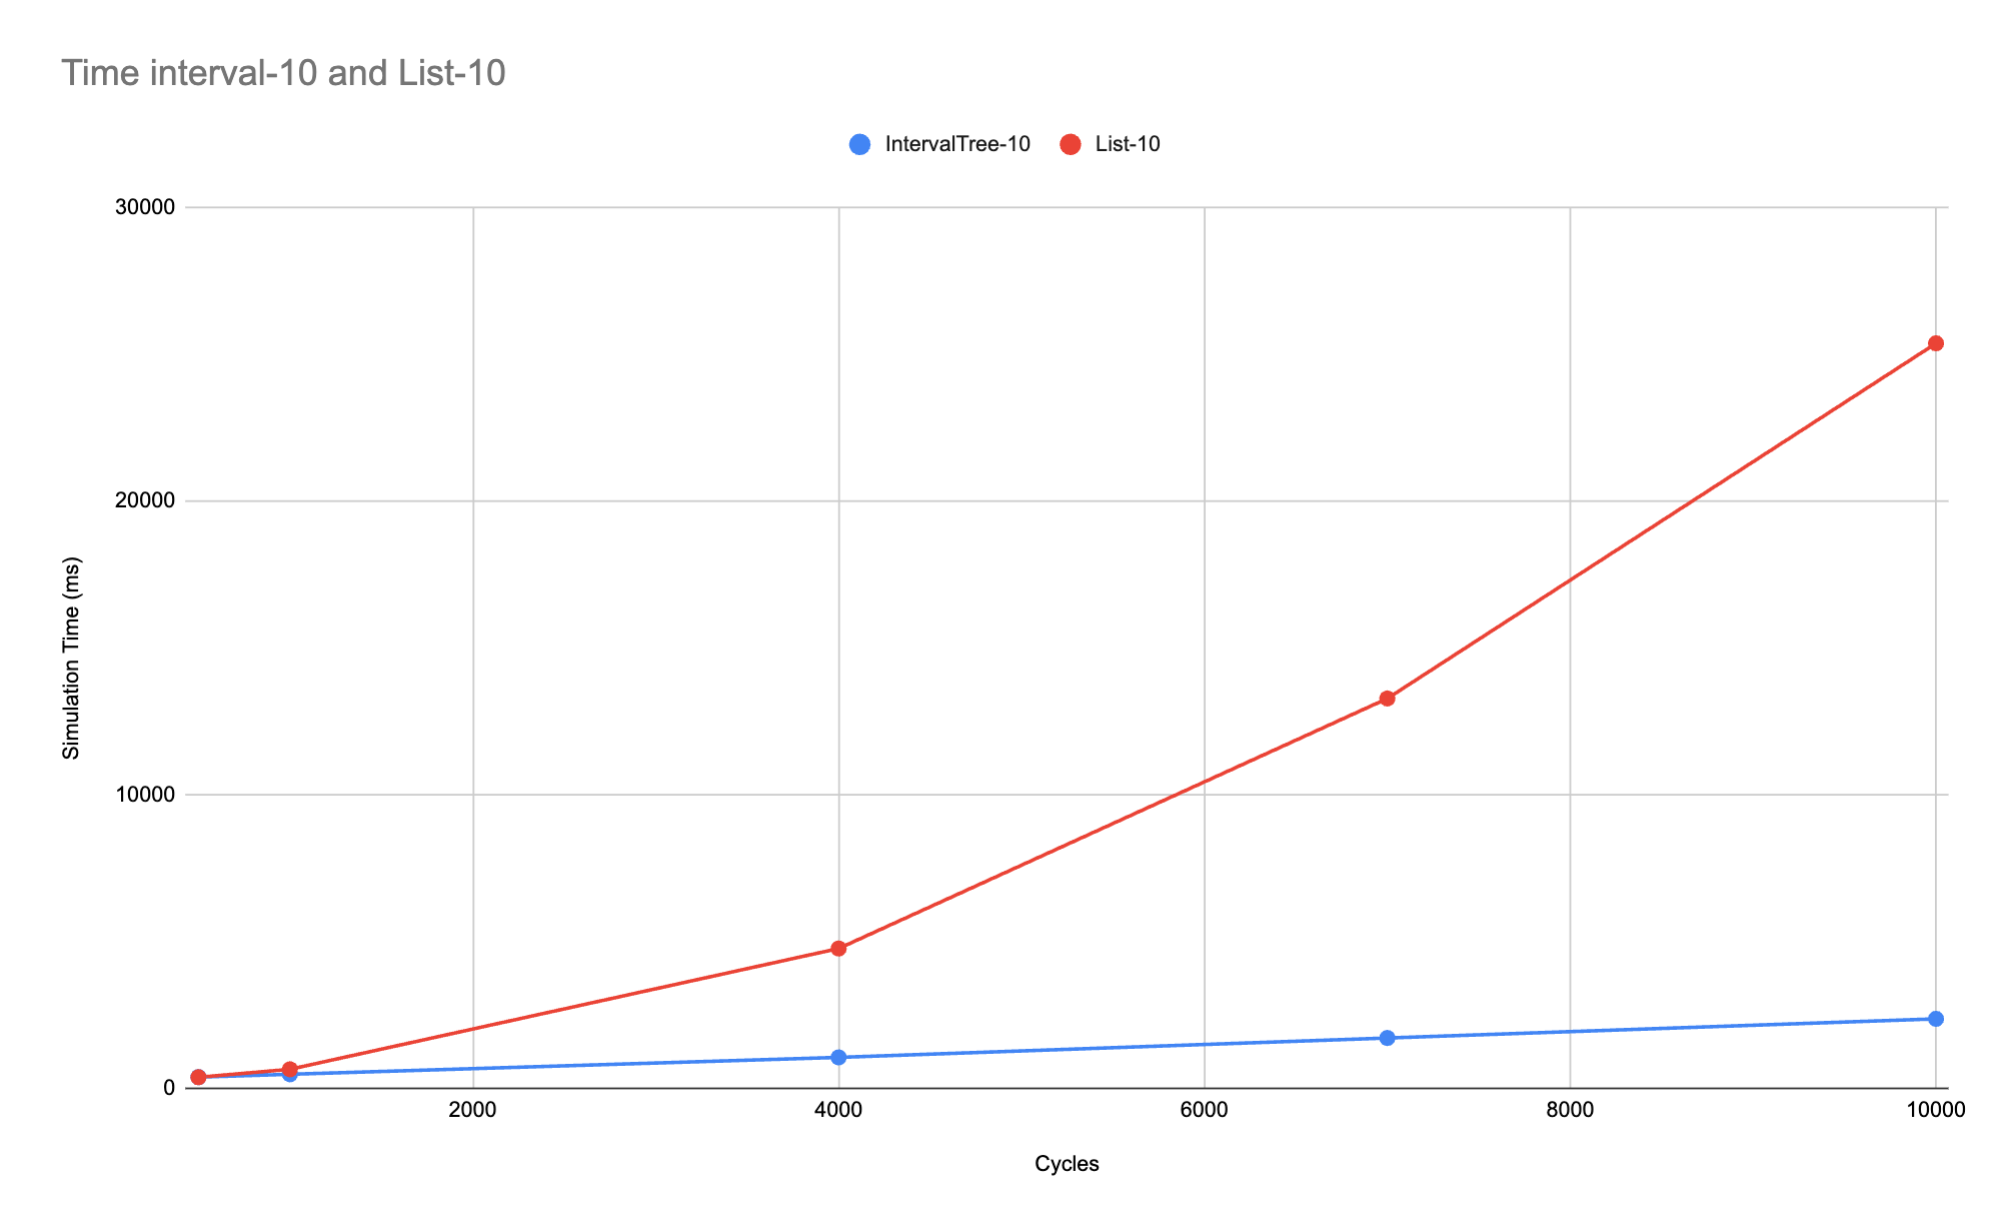 Time interval-10 and List-10
IntervalTree-10
List-10
30000
20000
10000
0
Simulation Time (ms)
2000
4000
6000
8000
10000
Cycles